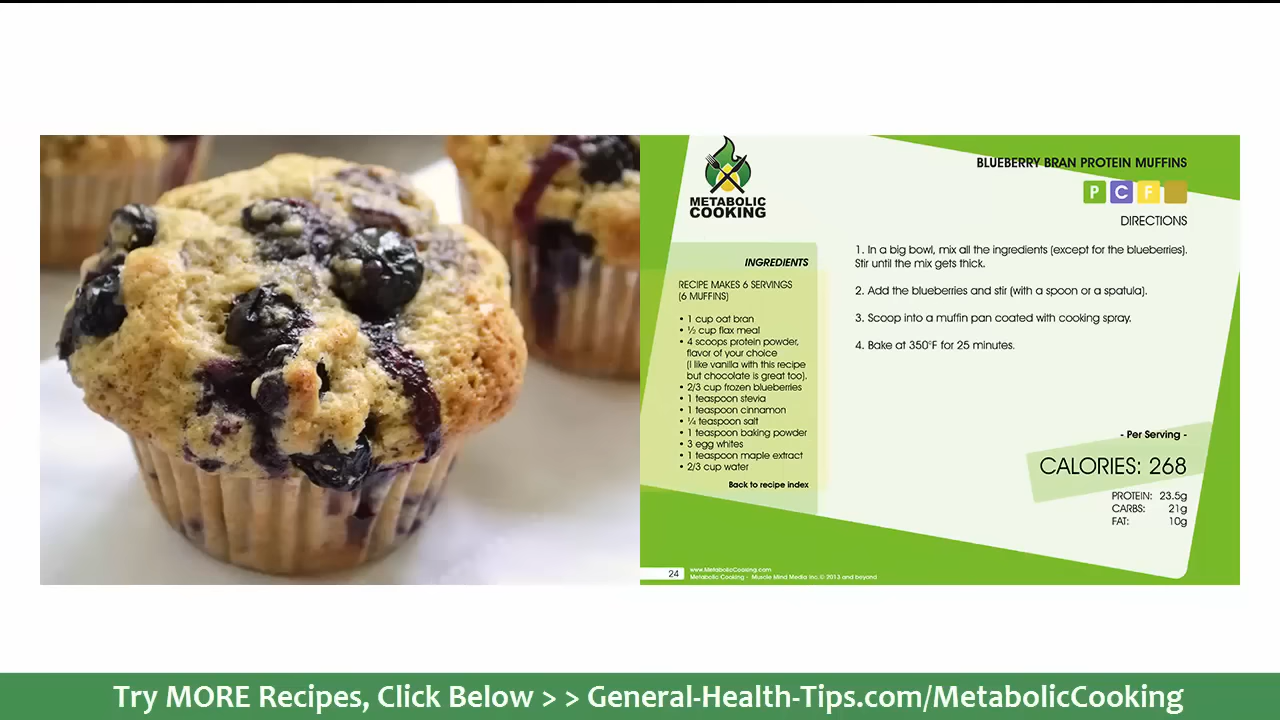 METABOLIC
COOKING
BLUEBERRY BRAN PROTEIN MUFFINS
P C F
DIRECTIONS
INGREDIENTS
RECIPE MAKES 6 SERVINGS
(6 MUFFINS)
• 1 cup oat bran
• ½ cup flax meal
• 4 scoops protein powder,
flavor of your choice
(I like vanilla with this recipe
but chocolate is great too).
• 2/3 cup frozen blueberries
• 1 teaspoon stevia
• 1 teaspoon cinnamon
• ¼ teaspoon salt
• 1 teaspoon baking powder
• 3 egg whites
• 1 teaspoon maple extract
• 2/3 cup water
Back to recipe index
1. In a big bowl, mix all the ingredients (except for the blueberries).
Stir until the mix gets thick.
2. Add the blueberries and stir (with a spoon or a spatula).
3. Scoop into a muffin pan coated with cooking spray.
4. Bake at 350°F for 25 minutes.
- Per Serving -
CALORIES: 268
PROTEIN: 23.5g
CARBS: 21g
FAT: 10g
24
www.MetabolicCooking.com
Metabolic Cooking - Muscle Mind Media Inc. © 2013 and beyond
Try MORE Recipes, Click Below > > General-Health-Tips.com/MetabolicCooking